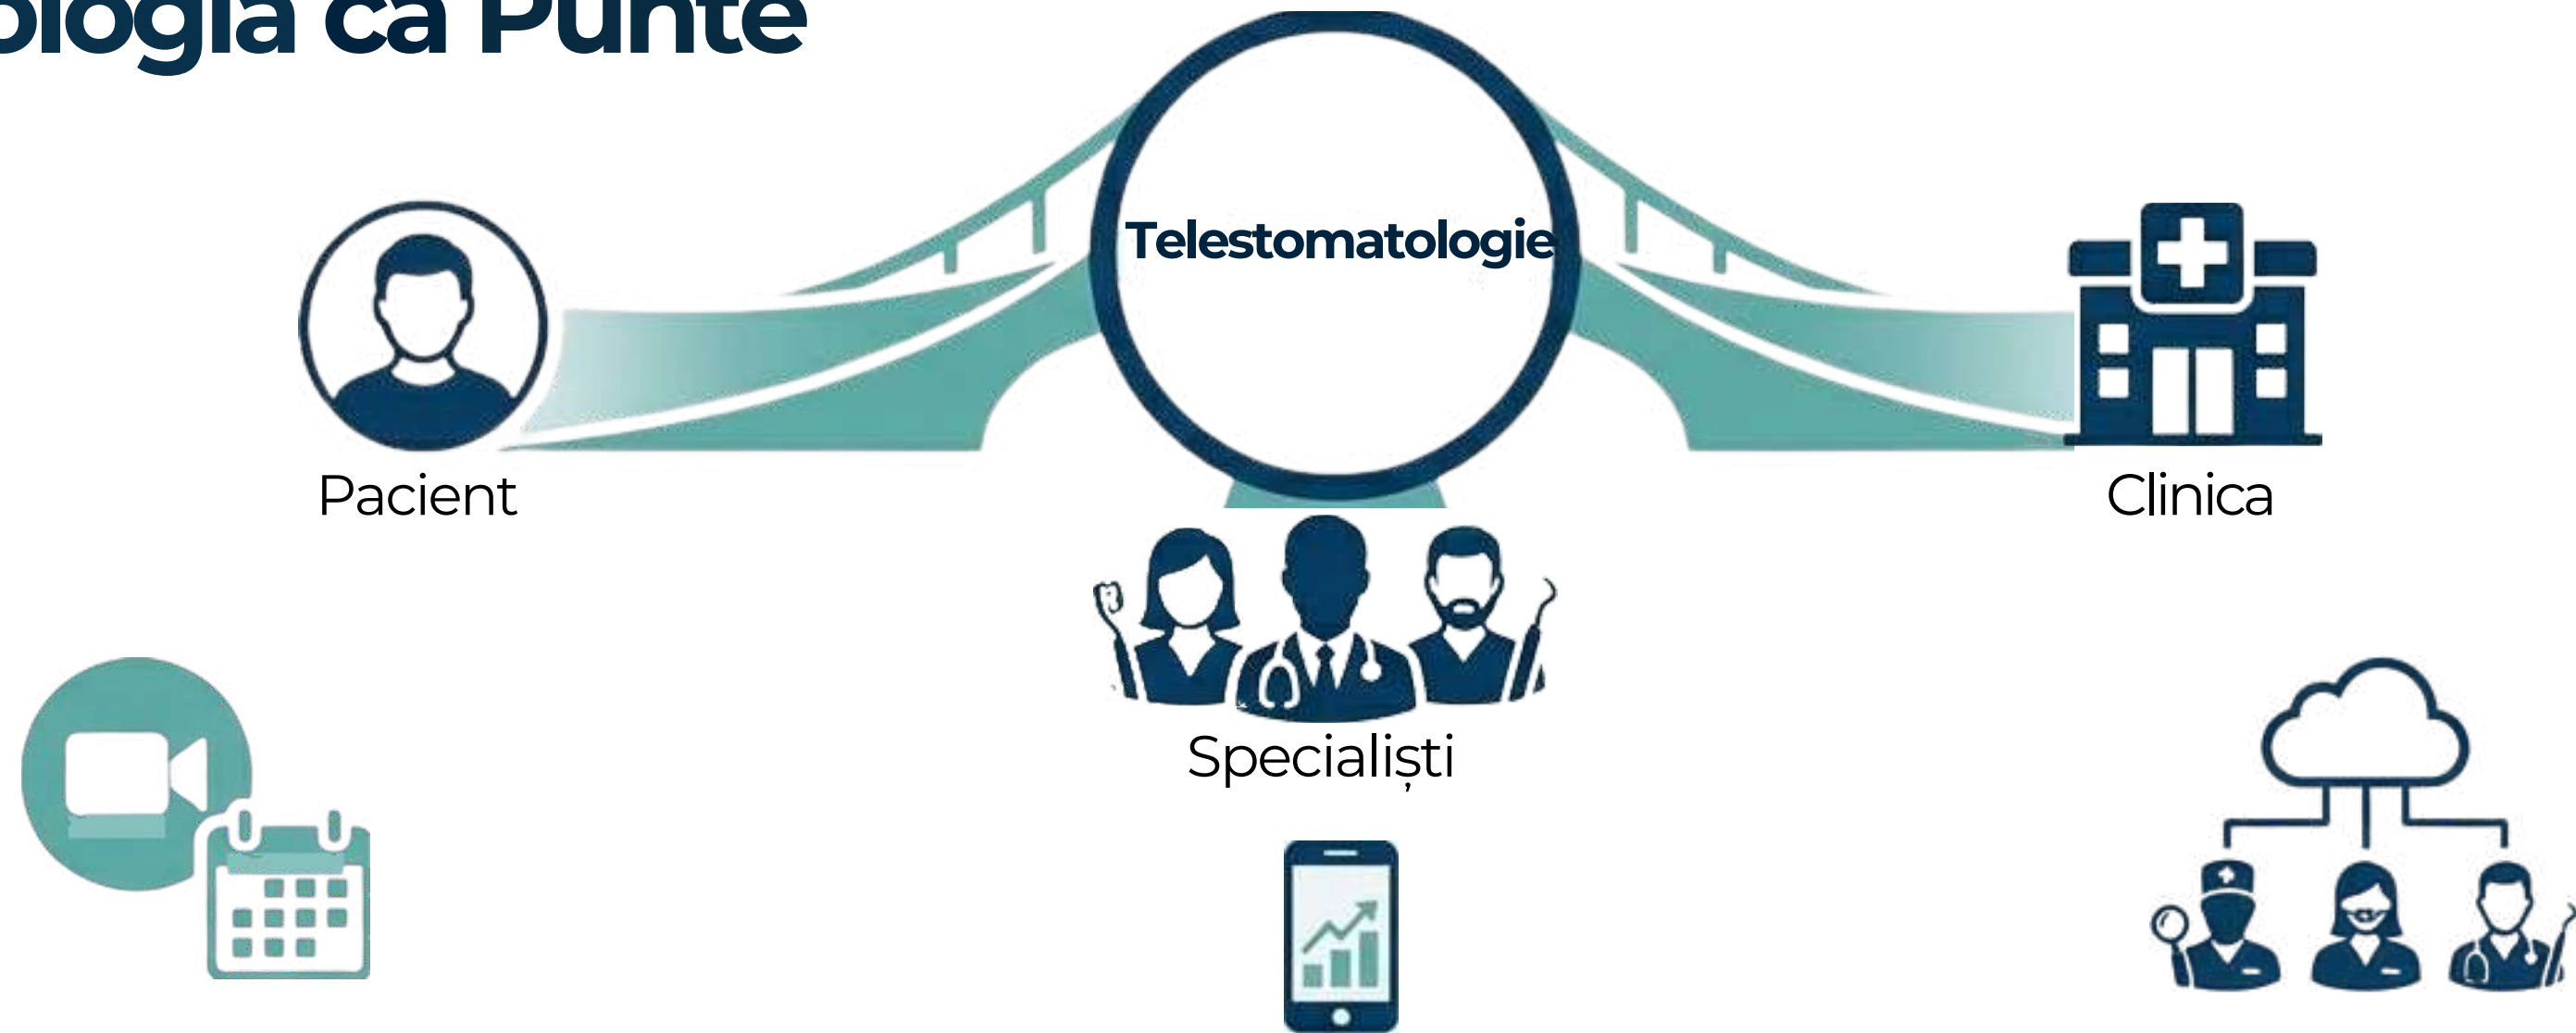 ologia ca Punte
Telestomatologie
Pacient
Clinica
Specialiști